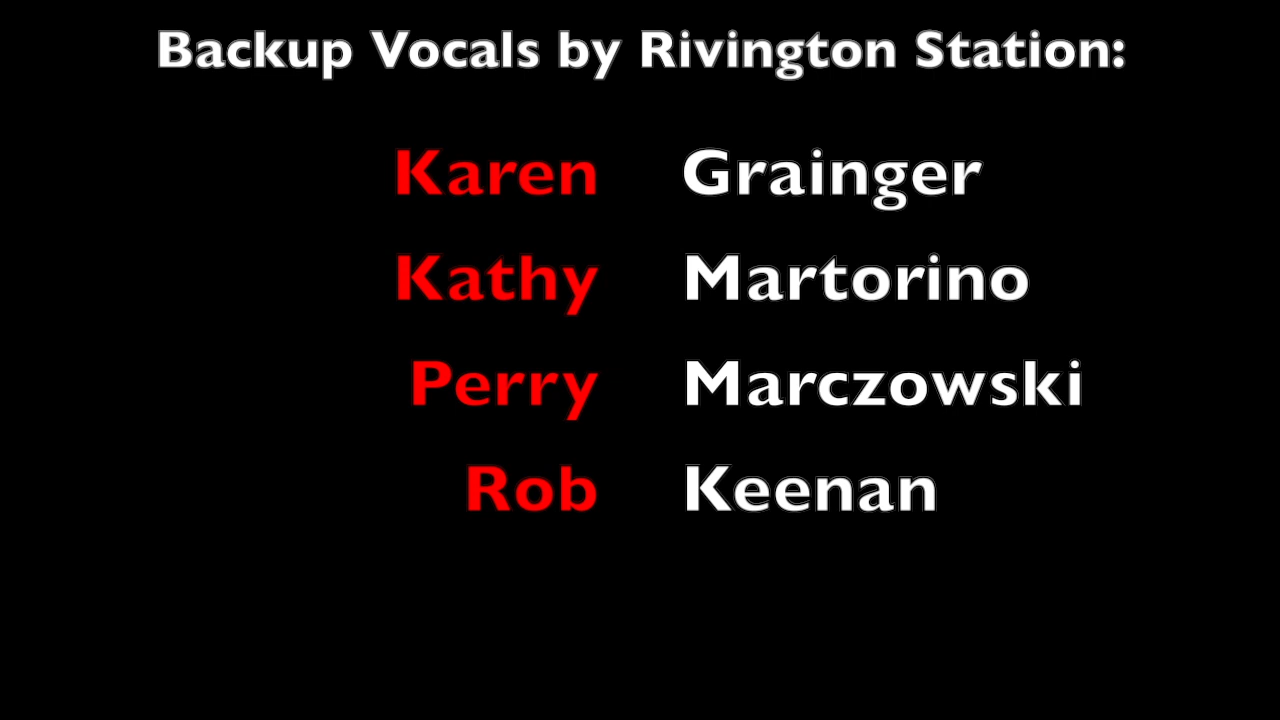 Backup Vocals by Rivington Station:
Karen Grainger
Kathy Martorino
Perry Marczowski
Rob Keenan